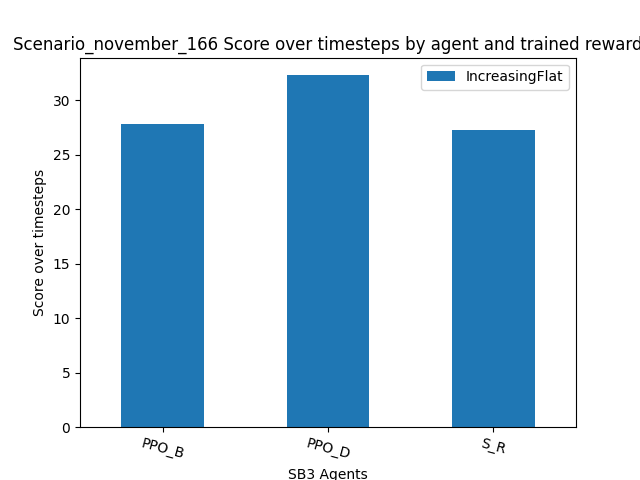 Scenario_november_166 Score over timesteps by agent and trained reward
IncreasingFlat
Score over timesteps
30
25
20
15
10
5
0
PPO_B
PPO_D
S_R
SB3 Agents